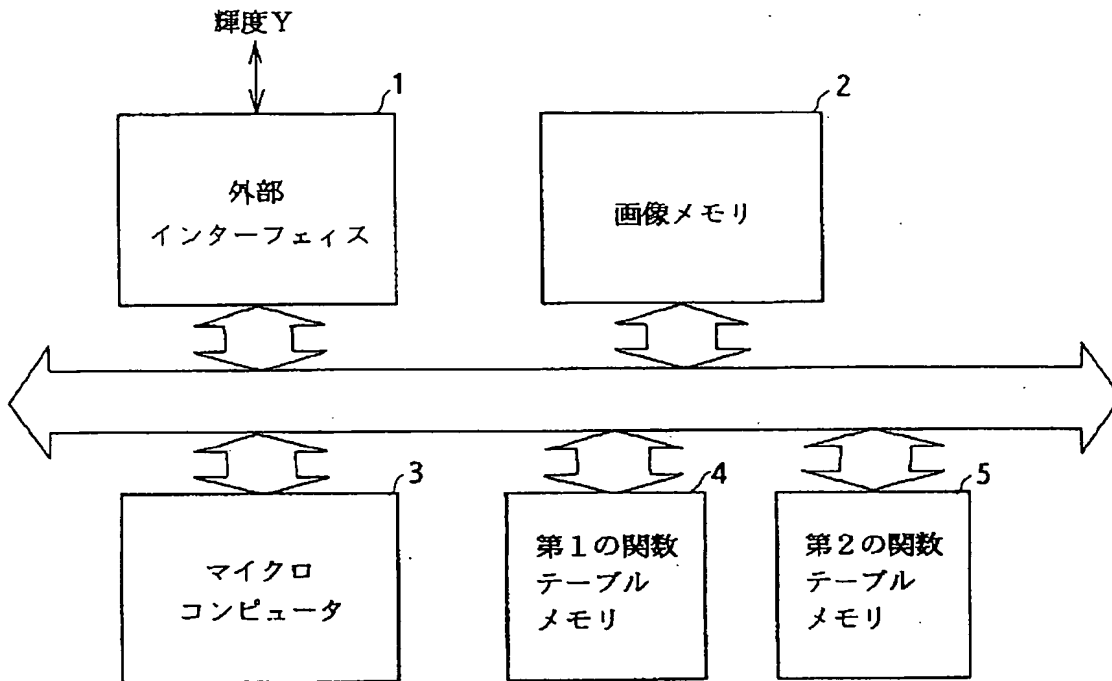 輝度Y
1
外部
インターフェィス
2
画像メモリ
3
マイクロ
コンピュータ
4
第1の関数
テーブル
メモリ
5
第2の関数
テーブル
メモリ